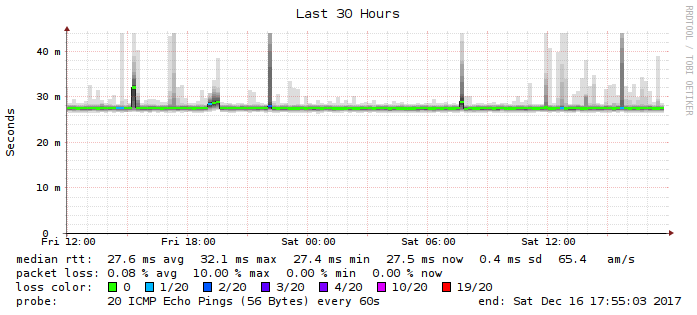 Last 30 Hours
RRDTOOL / TOBI OETIKER
Seconds
40 m
30 m
20 m
10 m
0
Fri 12:00 Fri 18:00 Sat 00:00 Sat 06:00 Sat 12:00
median rtt: 27.6 ms avg 32.1 ms max 27.4 ms min 27.5 ms now 0.4 ms sd 65.4 am/s
packet loss: 0.08 % avg 10.00 % max 0.00 % min 0.00 % now
loss color: 0 1/20 2/20 3/20 4/20 10/20 19/20
probe: 20 ICMP Echo Pings (56 Bytes) every 60s end: Sat Dec 16 17:55:03 2017